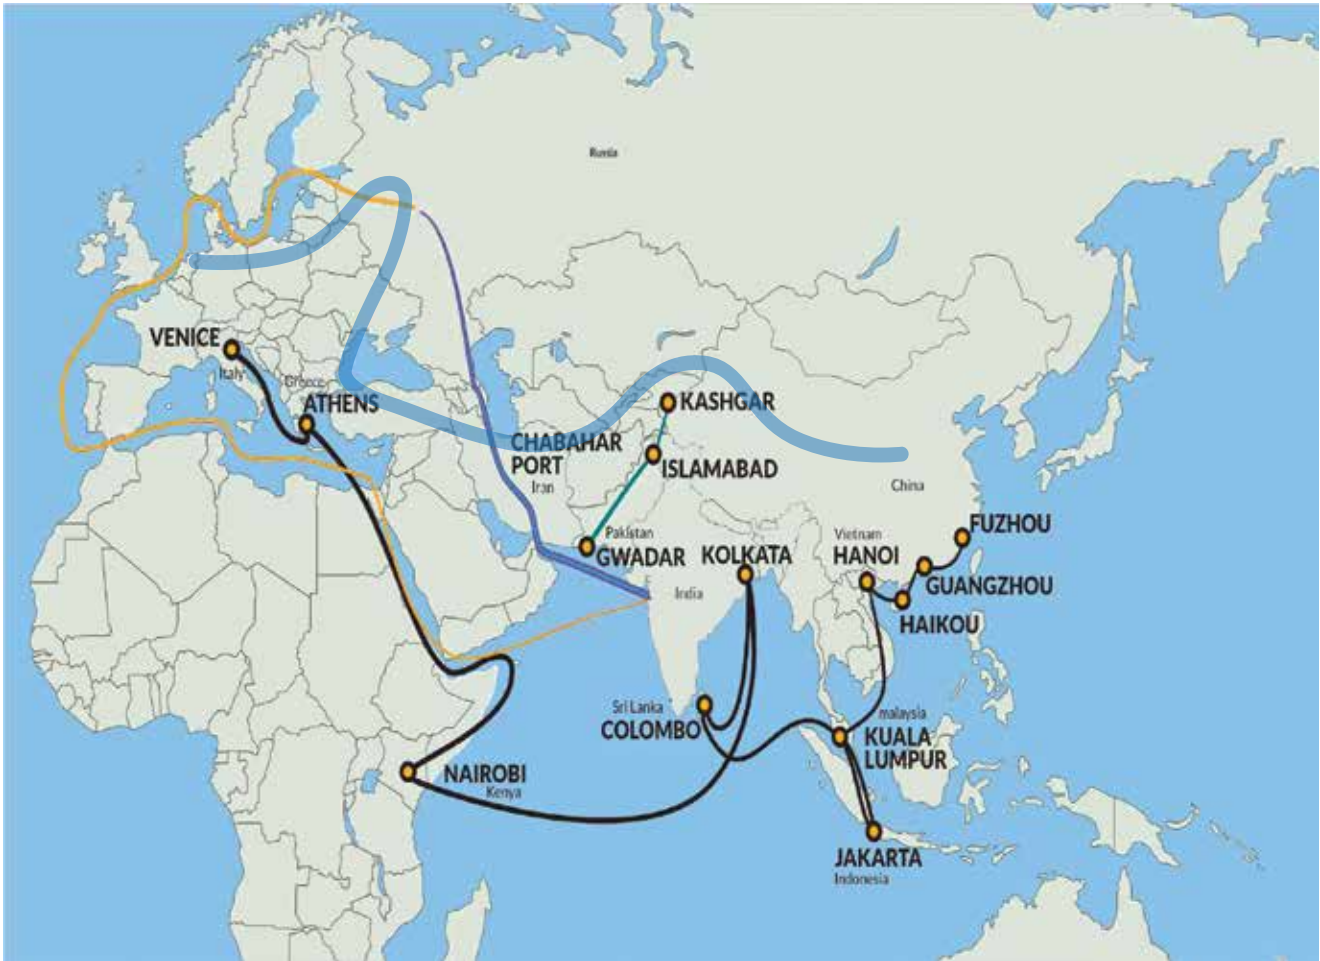 Russia
VENICE
Italy
Greece
ATHENS
KASHGAR
CHABAHAR
PORT
ISLAMABAD
Iran
China
Pakistan
GWADAR
KOLKATA
India
Vietnam
HANOI
FUZHOU
GUANGZHOU
HAIKOU
Sri Lanka
COLOMBO
malaysia
KUALA
LUMPUR
NAIROBI
Kenya
JAKARTA
Indonesia